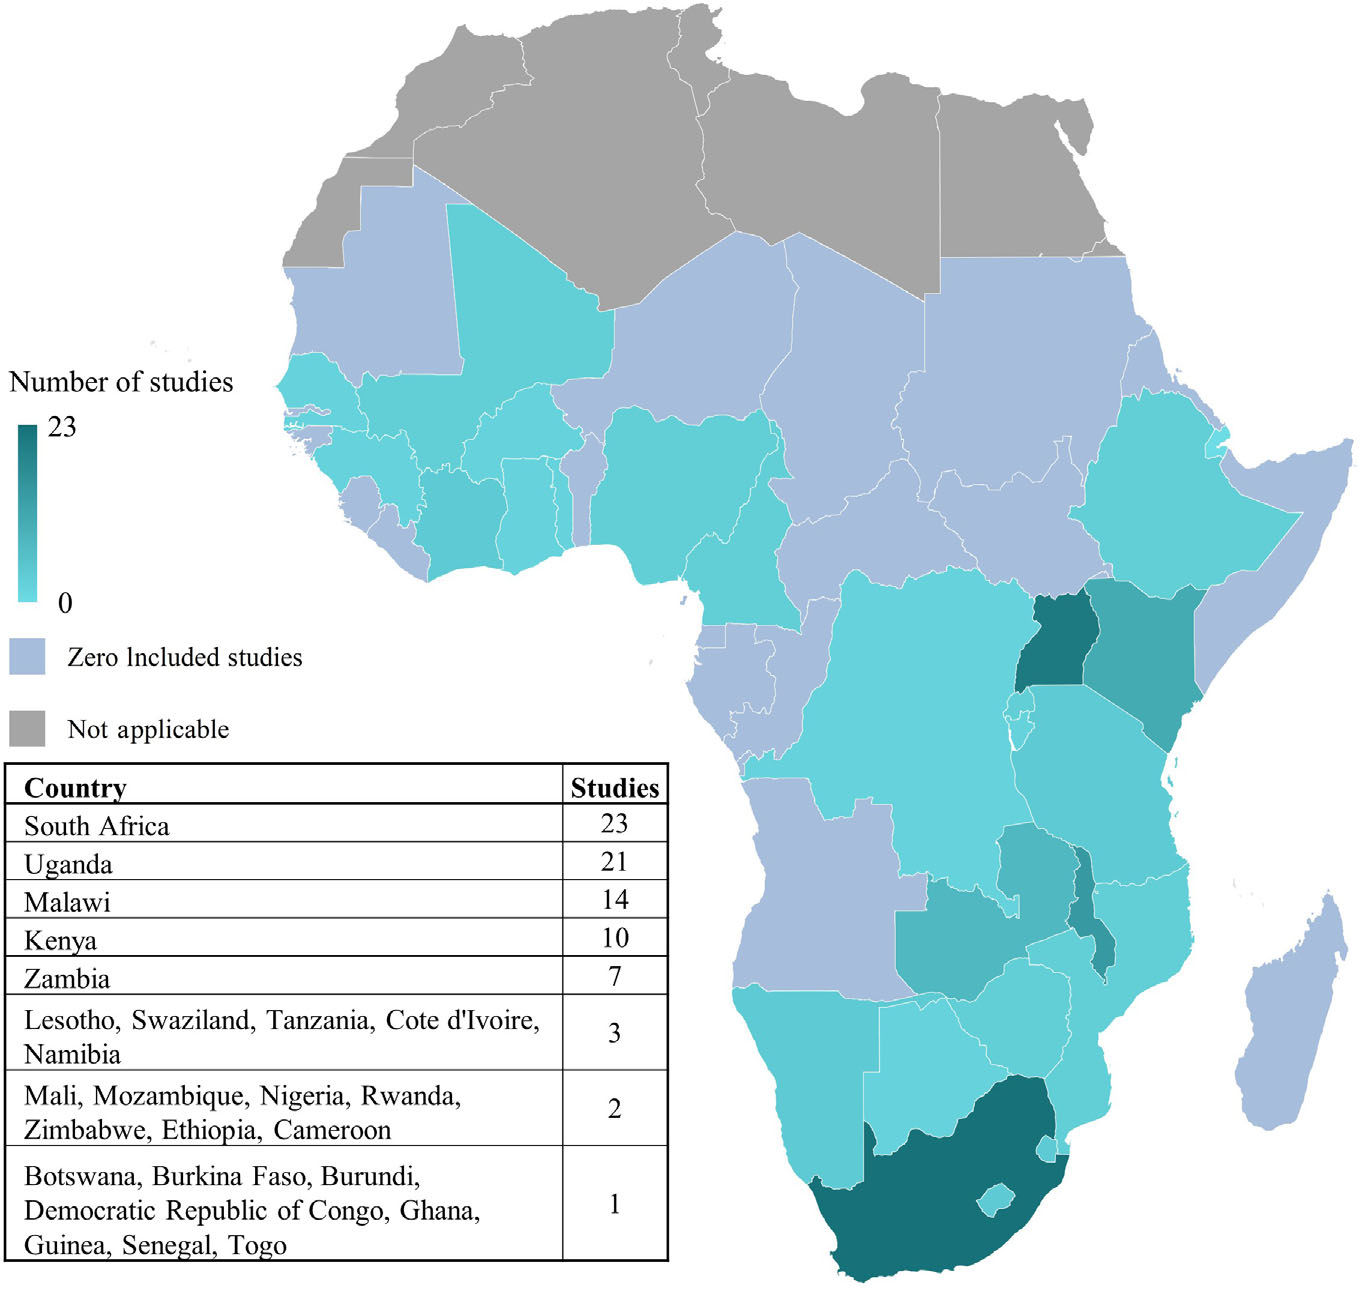 Number of studies
23
0
Zero Included studies
Not applicable
Country Studies
South Africa 23
Uganda 21
Malawi 14
Kenya 10
Zambia 7
Lesotho, Swaziland, Tanzania, Cote d'Ivoire,
Namibia
3
Mali, Mozambique, Nigeria, Rwanda,
Zimbabwe, Ethiopia, Cameroon
2
Botswana, Burkina Faso, Burundi,
Democratic Republic of Congo, Ghana,
Guinea, Senegal, Togo
1